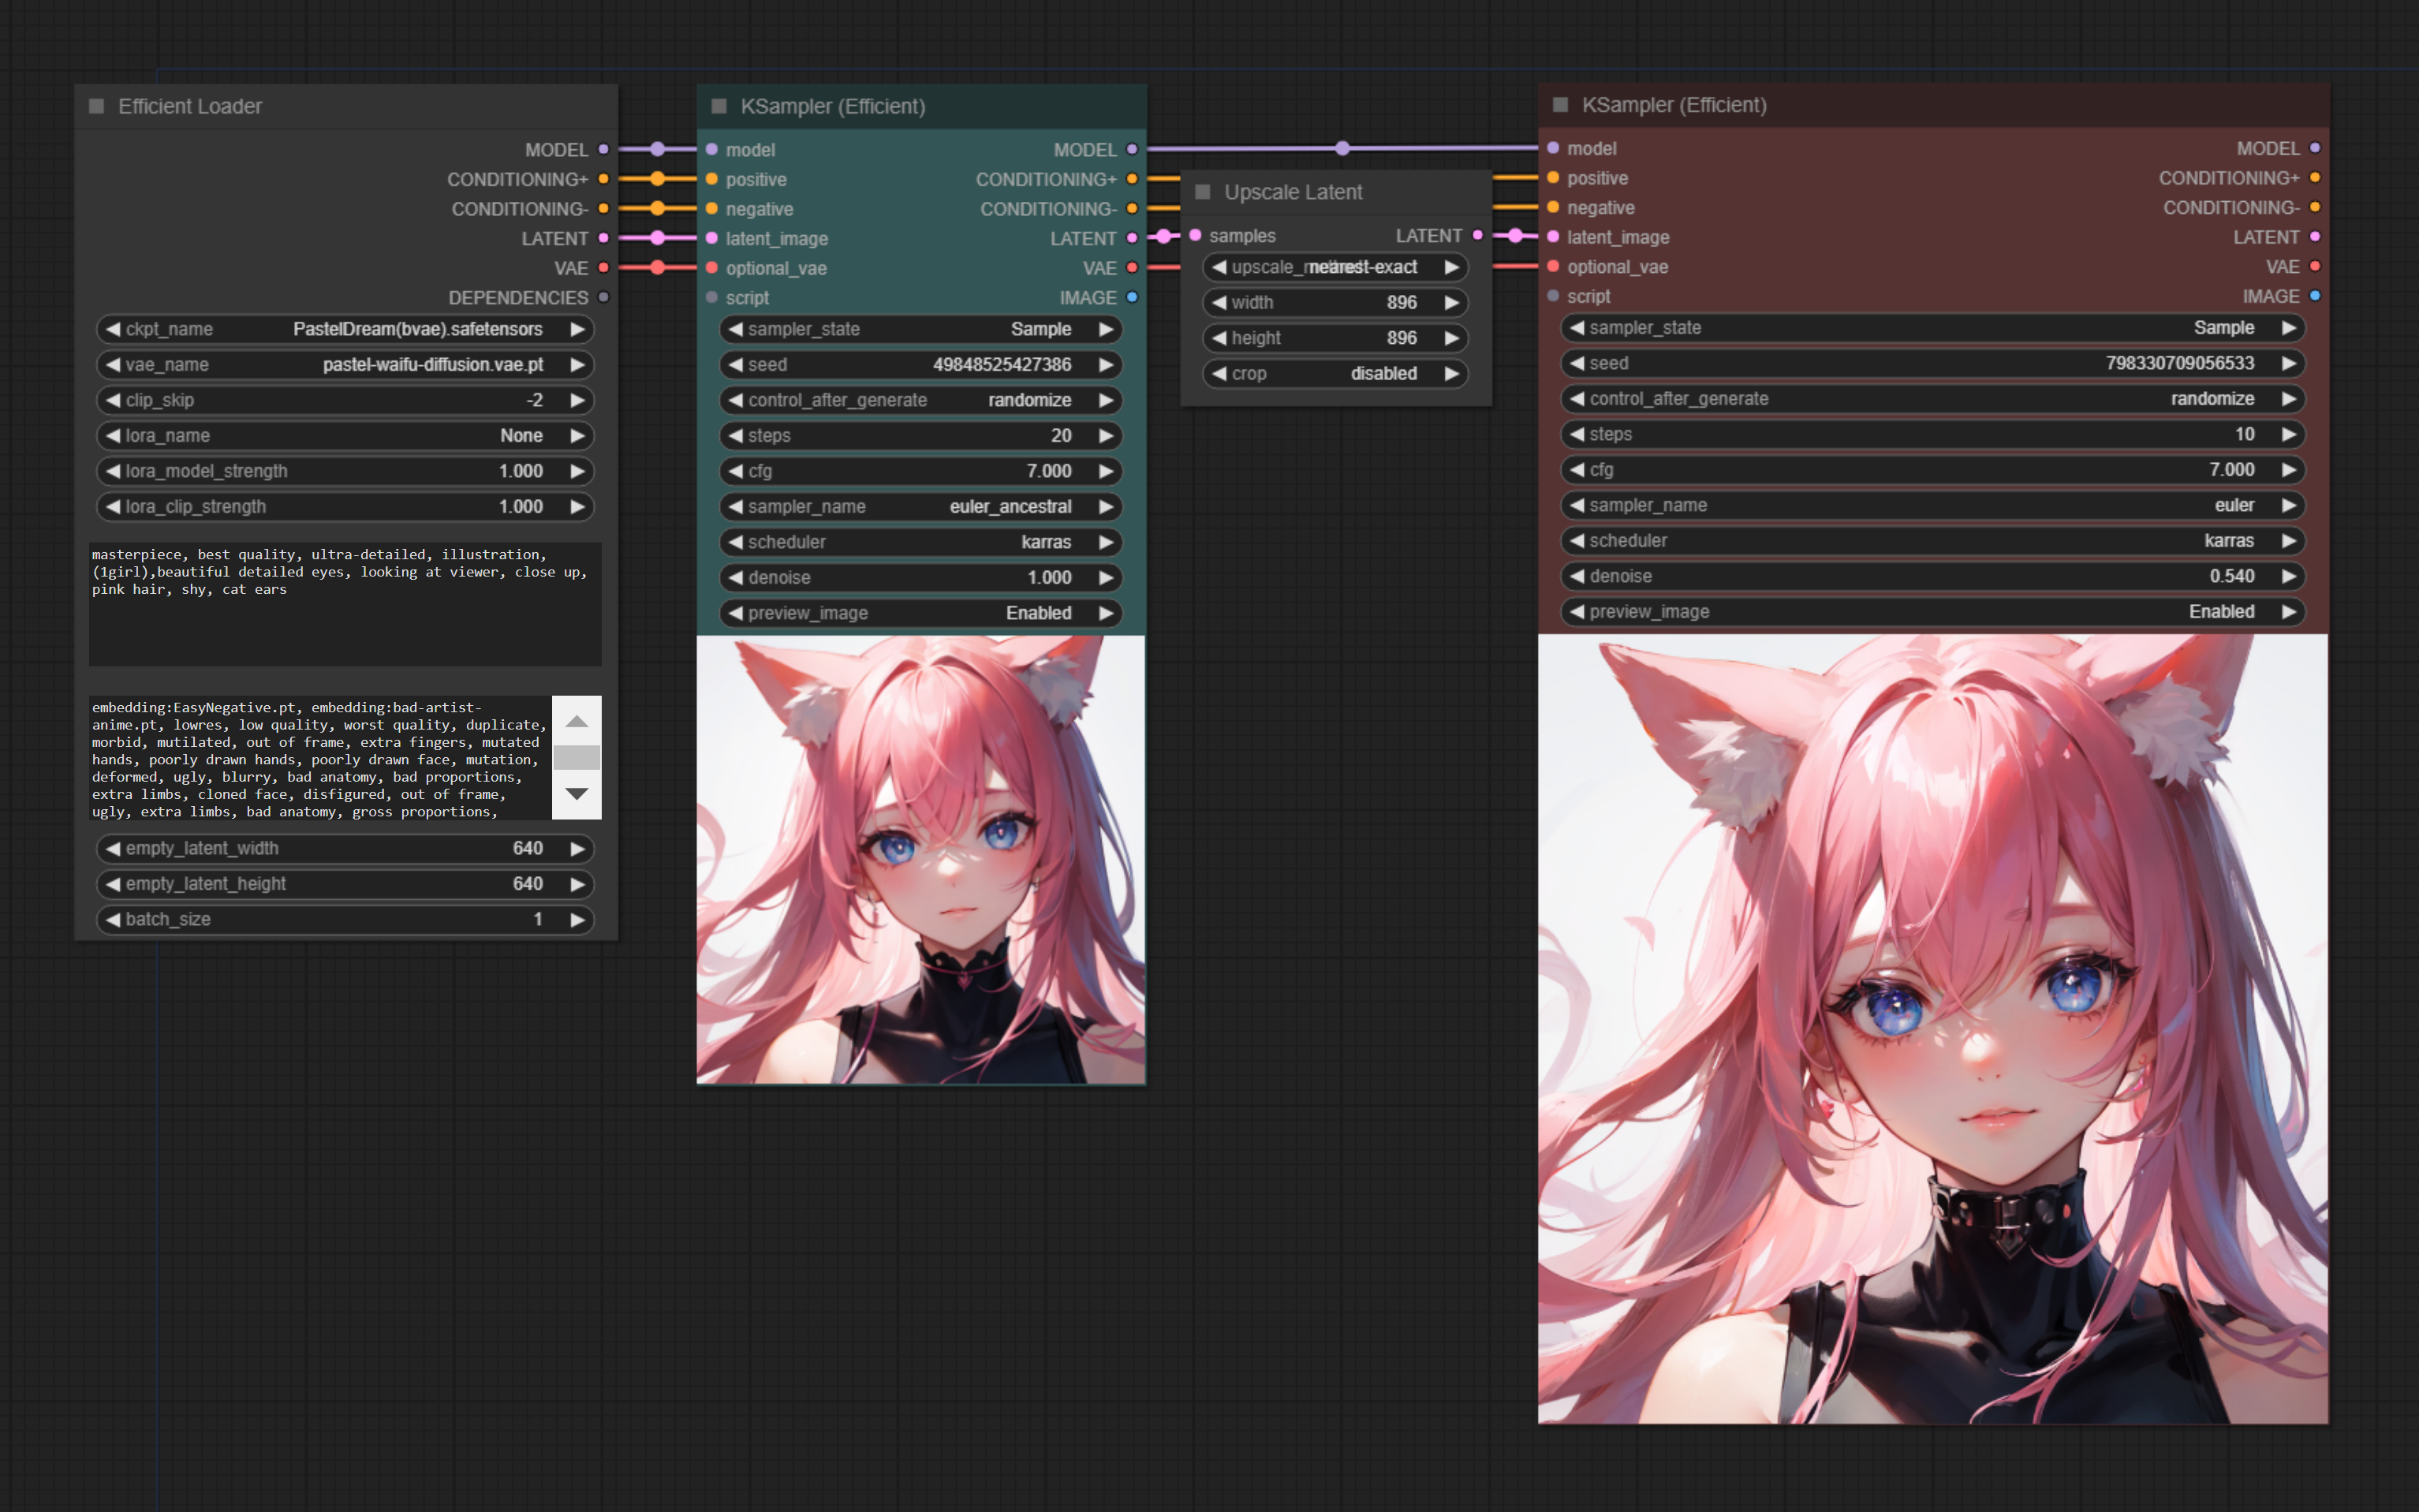 Efficient Loader
MODEL
CONDITIONING+
CONDITIONING-
LATENT
VAE
DEPENDENCIES
ckpt_name PastelDream(bvae).safetensors
vae_name pastel-waifu-diffusion.vae.pt
clip_skip -2
lora_name None
lora_model_strength 1.000
lora_clip_strength 1.000
masterpiece, best quality, ultra-detailed, illustration,
(1girl),beautiful detailed eyes, looking at viewer, close up,
pink hair, shy, cat ears
embedding:EasyNegative.pt, embedding:bad-artist-
anime.pt, lowres, low quality, worst quality, duplicate,
morbid, mutilated, out of frame, extra fingers, mutated
hands, poorly drawn hands, poorly drawn face, mutation,
deformed, ugly, blurry, bad anatomy, bad proportions,
extra limbs, cloned face, disfigured, out of frame,
ugly, extra limbs, bad anatomy, gross proportions,
empty_latent_width 640
empty_latent_height 640
batch_size 1
KSampler (Efficient)
model MODEL
positive CONDITIONING+
negative CONDITIONING-
latent_image LATENT
optional_vae VAE
script IMAGE
sampler_state Sample
seed 49848525427386
control_after_generate randomize
steps 20
cfg 7.000
sampler_name euler_ancestral
scheduler karras
denoise 1.000
preview_image Enabled
Upscale Latent
samples LATENT
nearest-exact
width 896
height 896
crop disabled
KSampler (Efficient)
model MODEL
positive CONDITIONING+
negative CONDITIONING-
latent_image LATENT
optional_vae VAE
script IMAGE
sampler_state Sample
seed 798330709056533
control_after_generate randomize
steps 10
cfg 7.000
sampler_name euler
scheduler karras
denoise 0.540
preview_image Enabled